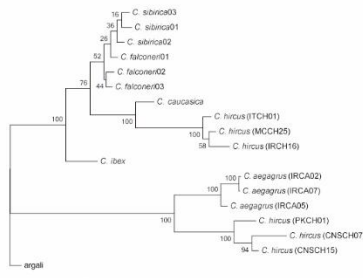 16
C. sibirica03
36
C. sibirica01
28
C. sibirica02
52
C. falconeri01
C. falconeri02
76
44
C. falconeri03
C. caucasica
C. hircus (ITCH01)
100
100
C. hircus (MCCH25)
100
58
C. hircus (IRCH16)
C. ibex
C. aegagrus (IRCA02)
100
100
C. aegagrus (IRCA07)
C. aegagrus (IRCA05)
100
C. hircus (PKCH01)
C. hircus (CNSCH07
100
94
C. hircus (CNSCH15)
argali